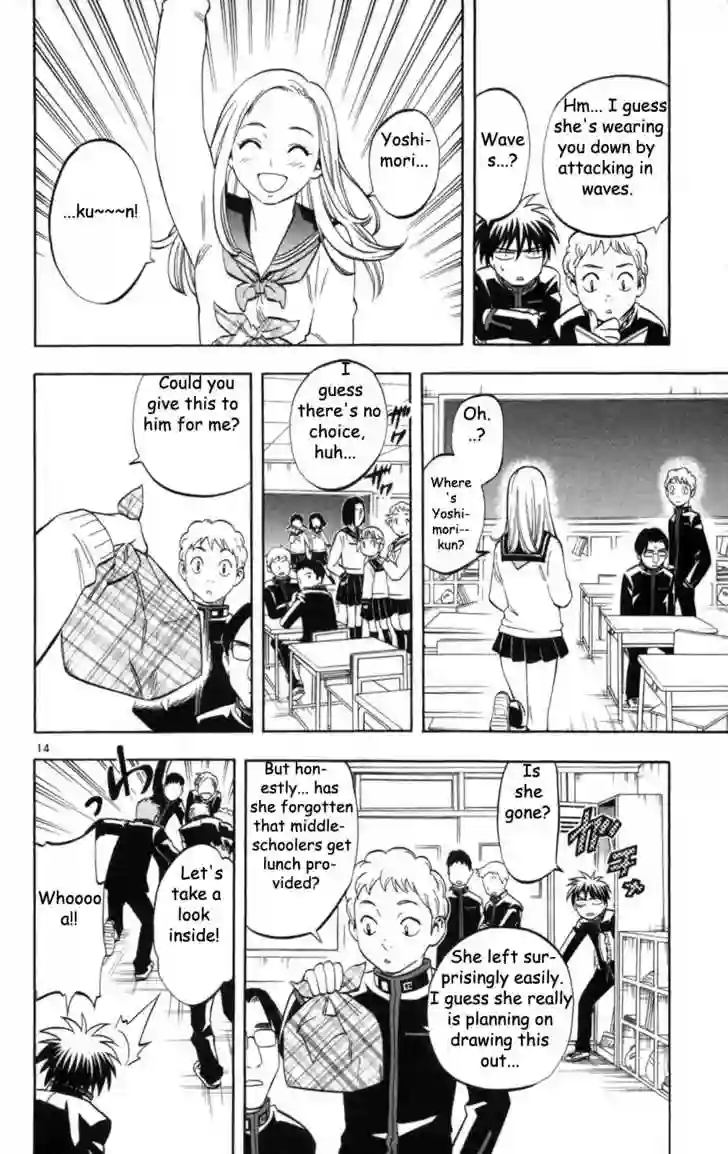 Hm... I guess
she's wearing
you down by
attacking in
waves.
Wave
s...?
Yoshi-
mori...
...ku~~~n!
Oh.
..?
Where
's
Yoshi-
mori--
kun?
I
guess
there's no
choice,
huh...
Could you
give this to
him for me?
14
Is
she
gone?
ガチャ
She left sur-
prisingly easily.
I guess she really
is planning on
drawing this
out...
But hon-
estly... has
she forgotten
that middle-
schoolers get
lunch pro-
vided?
Let's
take a
look
inside!
Whoooo
a!!